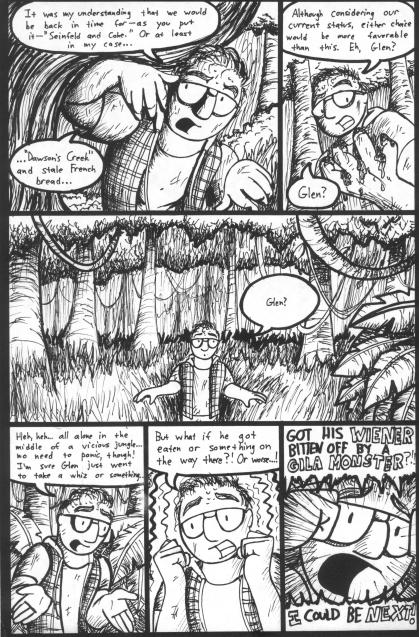 It was my understanding that we would
be back in time for—as you put
it—"Seinfeld and Coke." Or at least
in my case...
..."Dawson's Creek"
and stale French
bread...
Although considering our
current status, either choice
would be more favorable
than this. Eh, Glen?
Glen?
Glen?
Heh, heh... all alone in the
middle of a vicious jungle...
no need to panic, though!
I'm sure Glen just went
to take a whiz or something...
But what if he got
eaten or something on
the way there?! Or worse...!
GOT HIS WIENER
BITTEN OFF BY A
GILA MONSTER?!
I COULD BE NEXT!